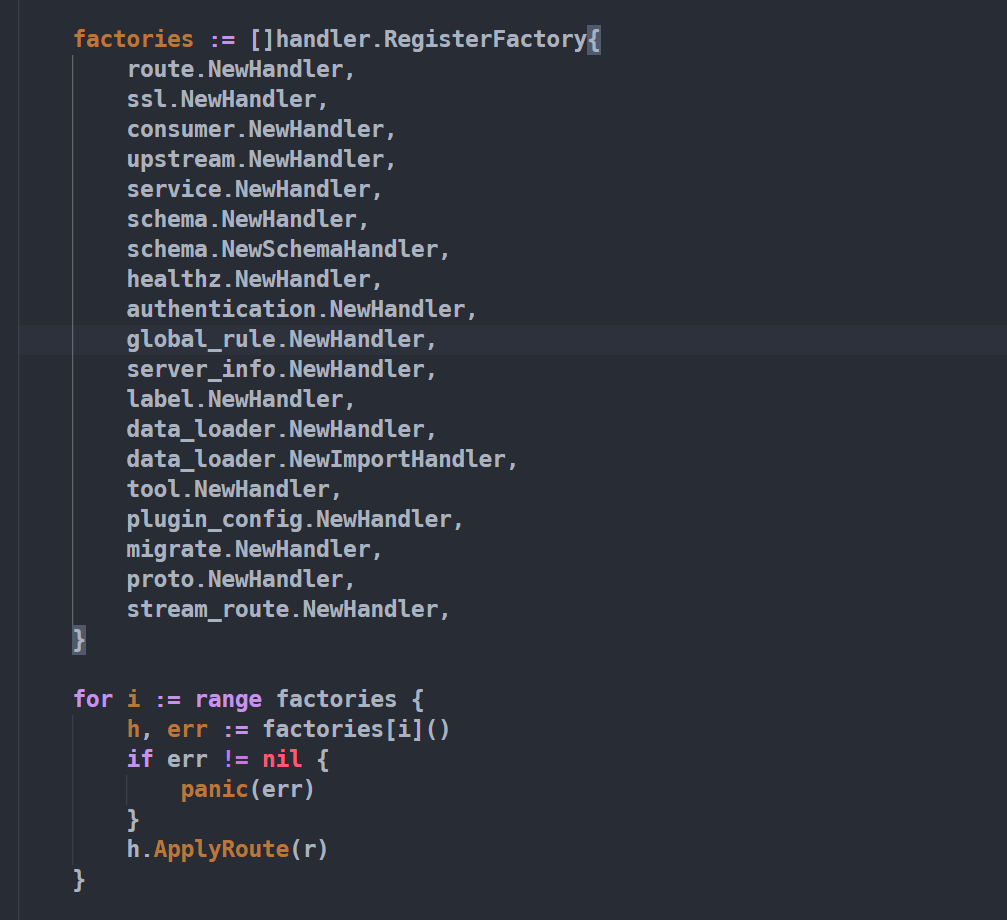 factories := []handler.RegisterFactory{
    route.NewHandler,
    ssl.NewHandler,
    consumer.NewHandler,
    upstream.NewHandler,
    service.NewHandler,
    schema.NewHandler,
    schema.NewSchemaHandler,
    healthz.NewHandler,
    authentication.NewHandler,
    global_rule.NewHandler,
    server_info.NewHandler,
    label.NewHandler,
    data_loader.NewHandler,
    data_loader.NewImportHandler,
    tool.NewHandler,
    plugin_config.NewHandler,
    migrate.NewHandler,
    proto.NewHandler,
    stream_route.NewHandler,
}

for i := range factories {
    h, err := factories[i]()
    if err != nil {
        panic(err)
    }
    h.ApplyRoute(r)
}